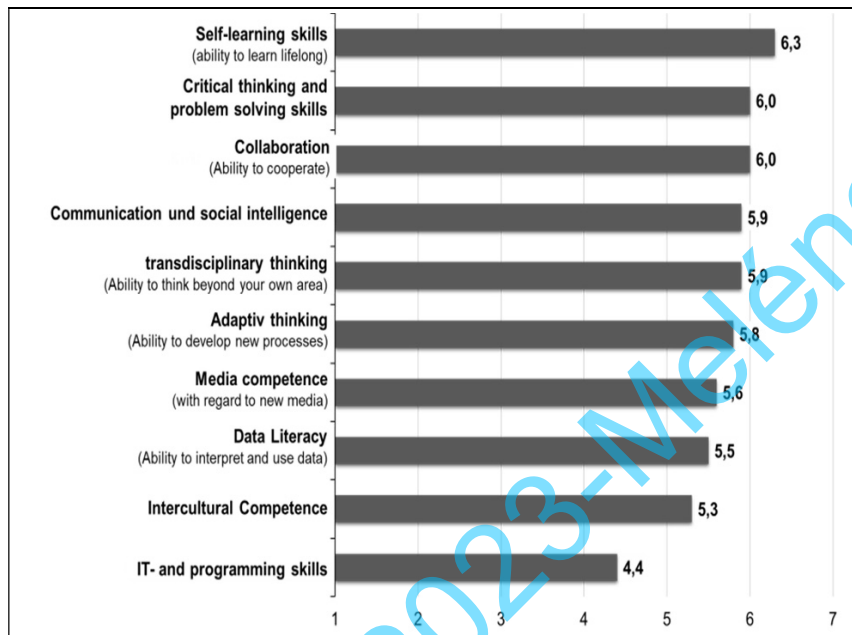 Self-learning skills
(ability to learn lifelong)
6,3
Critical thinking and
problem solving skills
6,0
Collaboration
(Ability to cooperate)
6,0
Communication und social intelligence
5,9
transdisciplinary thinking
(Ability to think beyond your own area)
5,9
Adaptiv thinking
(Ability to develop new processes)
5,8
Media competence
(with regard to new media)
5,6
Data Literacy
(Ability to interpret and use data)
5,5
Intercultural Competence
5,3
IT- and programming skills
4,4
1 2 3 4 5 6 7
2023-Melén